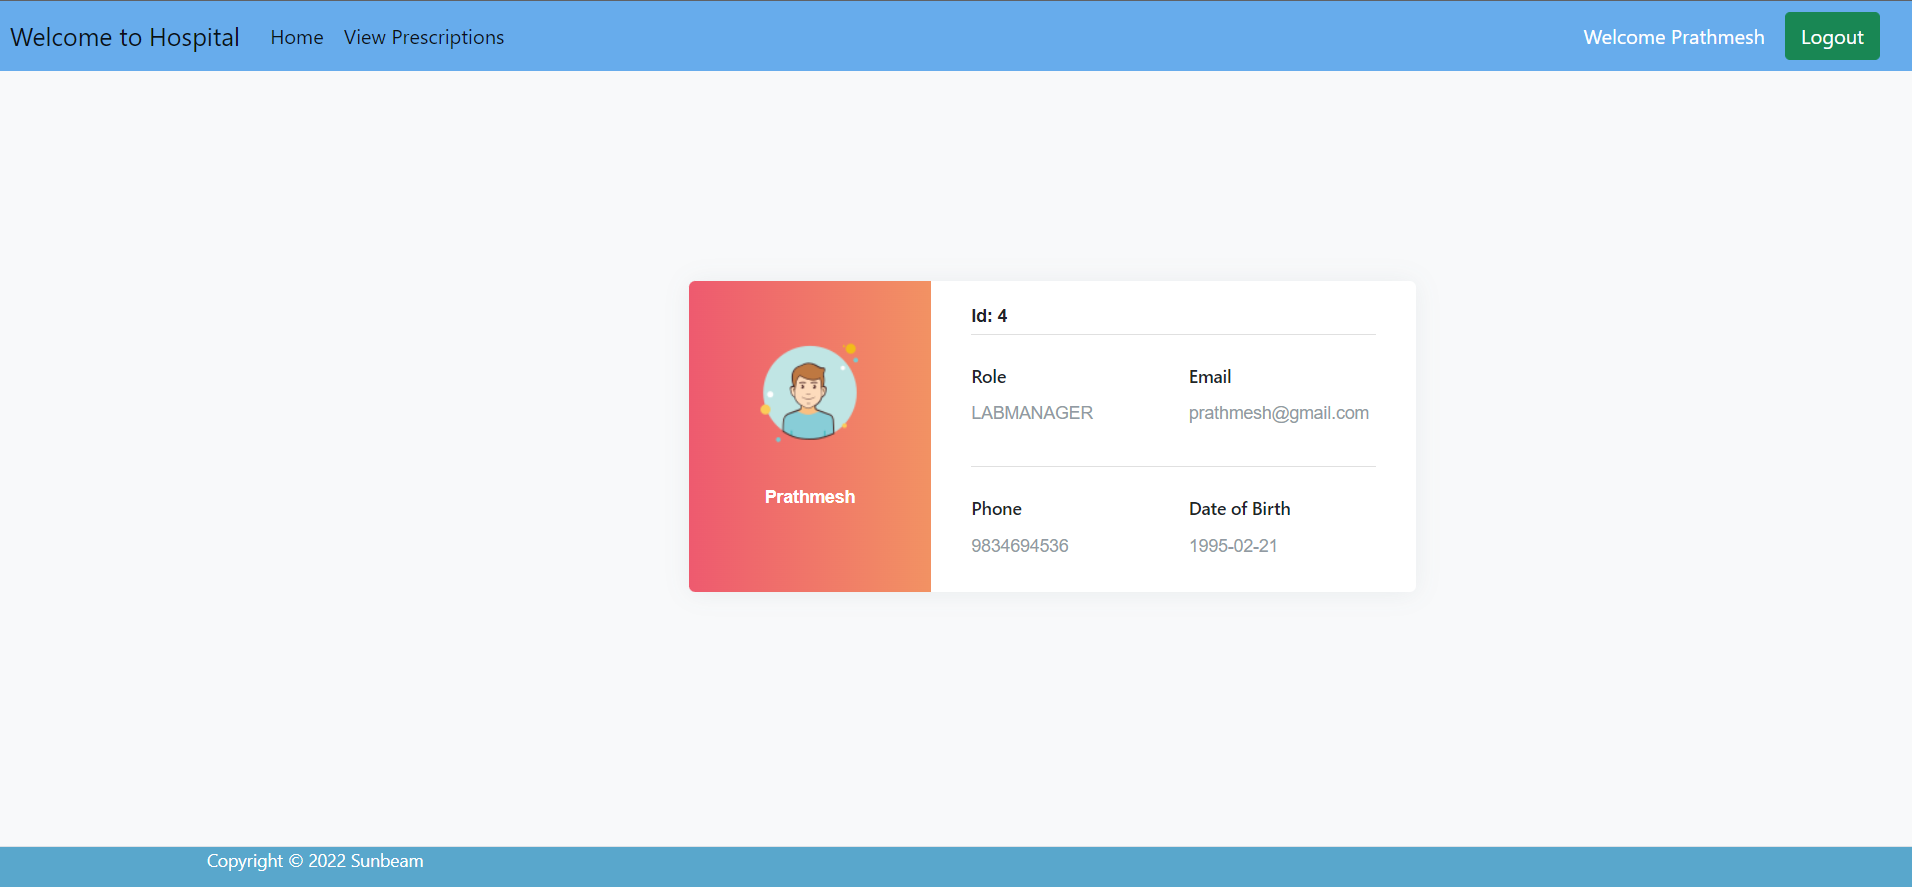 Welcome to Hospital Home View Prescriptions Welcome Prathmesh Logout
Prathmesh
Id: 4
Role Email
LABMANAGER prathmesh@gmail.com
Phone Date of Birth
9834694536 1995-02-21
Copyright © 2022 Sunbeam